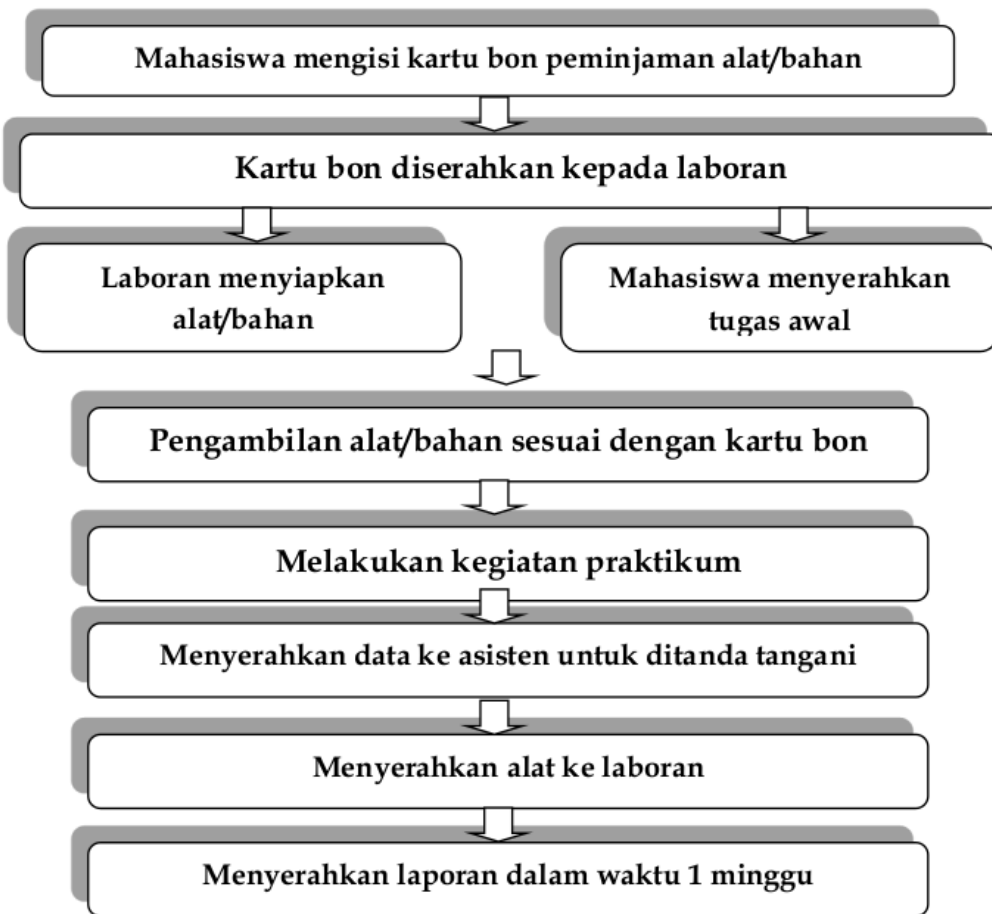 Mahasiswa mengisi kartu bon peminjaman alat/bahan
Kartu bon diserahkan kepada laboran
Laboran menyiapkan
alat/bahan
Mahasiswa menyerahkan
tugas awal
Pengambilan alat/bahan sesuai dengan kartu bon
Melakukan kegiatan praktikum
Menyerahkan data ke asisten untuk ditanda tangani
Menyerahkan alat ke laboran
Menyerahkan laporan dalam waktu 1 minggu